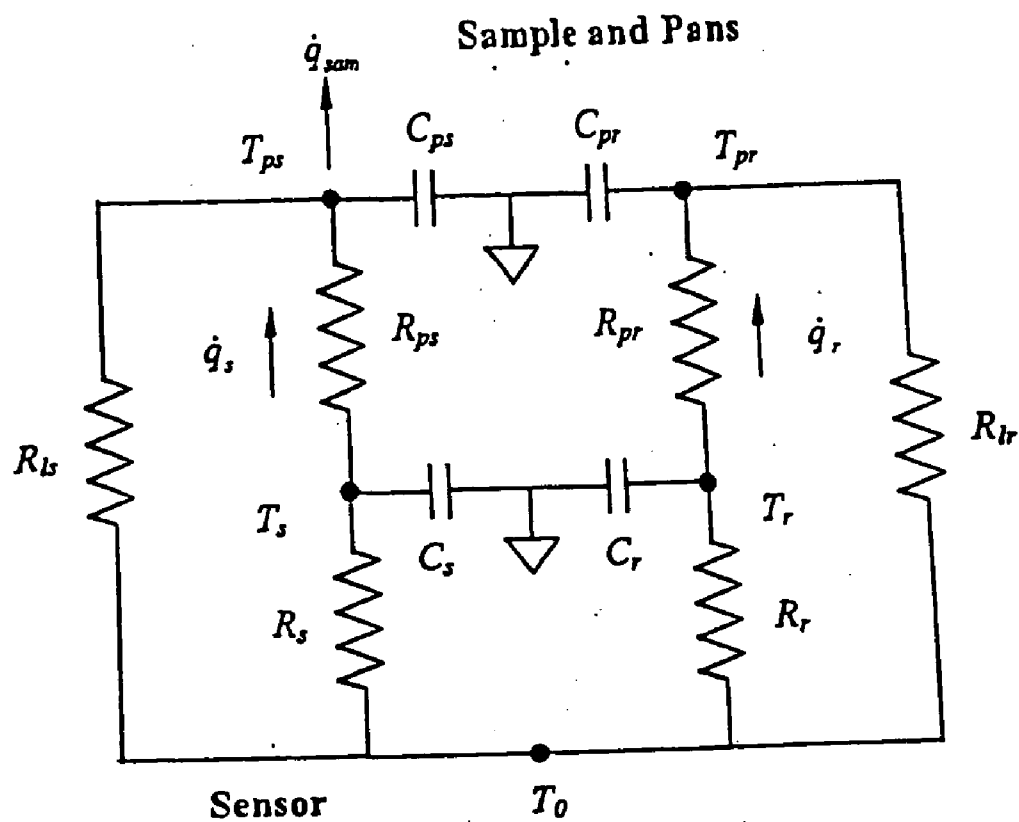 Sample and Pans
q̇sam
Cps
Cpr
Tps
Tpr
Rps
Rpr
q̇s
q̇r
Rls
Rlr
Ts
Tr
Cs
Cr
Rs
Rr
Sensor
T0